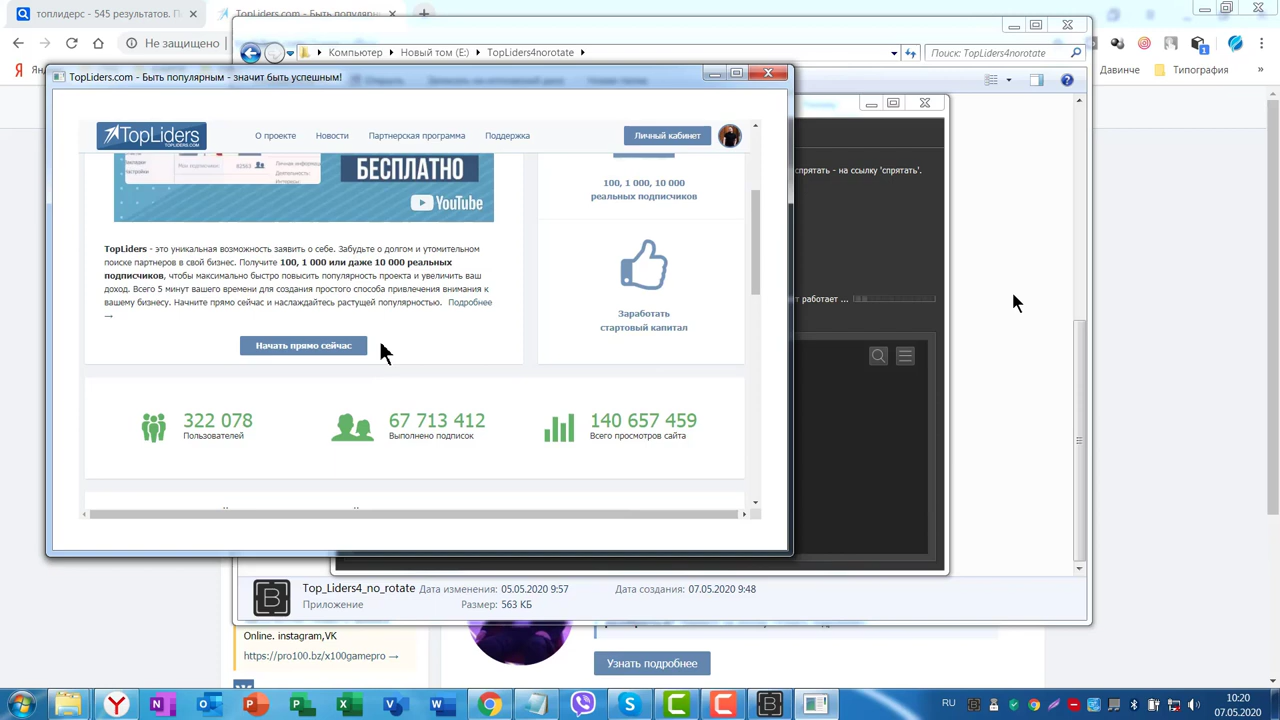 топлидерс - 545 результатов. П
TopLiders.com - Быть популярн
Не защищено
Давинче
Типография
»
Компьютер ▸ Новый том (E:) ▸ TopLiders4norotate ▸
Поиск: TopLiders4norotate
TopLiders.com - Быть популярным - значит быть успешным!
TopLiders
TOPLIDERS.COM
О проекте
Новости
Партнерская программа
Поддержка
Личный кабинет
спрятать - на ссылку 'спрятать'.
Мои подписчики
БЕСПЛАТНО
YouTube
100, 1 000, 10 000
реальных подписчиков
TopLiders - это уникальная возможность заявить о себе. Забудьте о долгом и утомительном
поиске партнеров в свой бизнес. Получите 100, 1 000 или даже 10 000 реальных
подписчиков, чтобы максимально быстро повысить популярность проекта и увеличить ваш
доход. Всего 5 минут вашего времени для создания простого способа привлечения внимания к
вашему бизнесу. Начните прямо сейчас и наслаждайтесь растущей популярностью. Подробнее
→
Заработать
стартовый капитал
работает ...
Начать прямо сейчас
322 078
Пользователей
67 713 412
Выполнено подписок
140 657 459
Всего просмотров сайта
Top_Liders4_no_rotate
Дата изменения: 05.05.2020 9:57
Дата создания: 07.05.2020 9:48
Приложение
Размер: 563 КБ
Online. instagram,VK
https://pro100.bz/x100gamepro →
Узнать подробнее
RU
10:20
07.05.2020